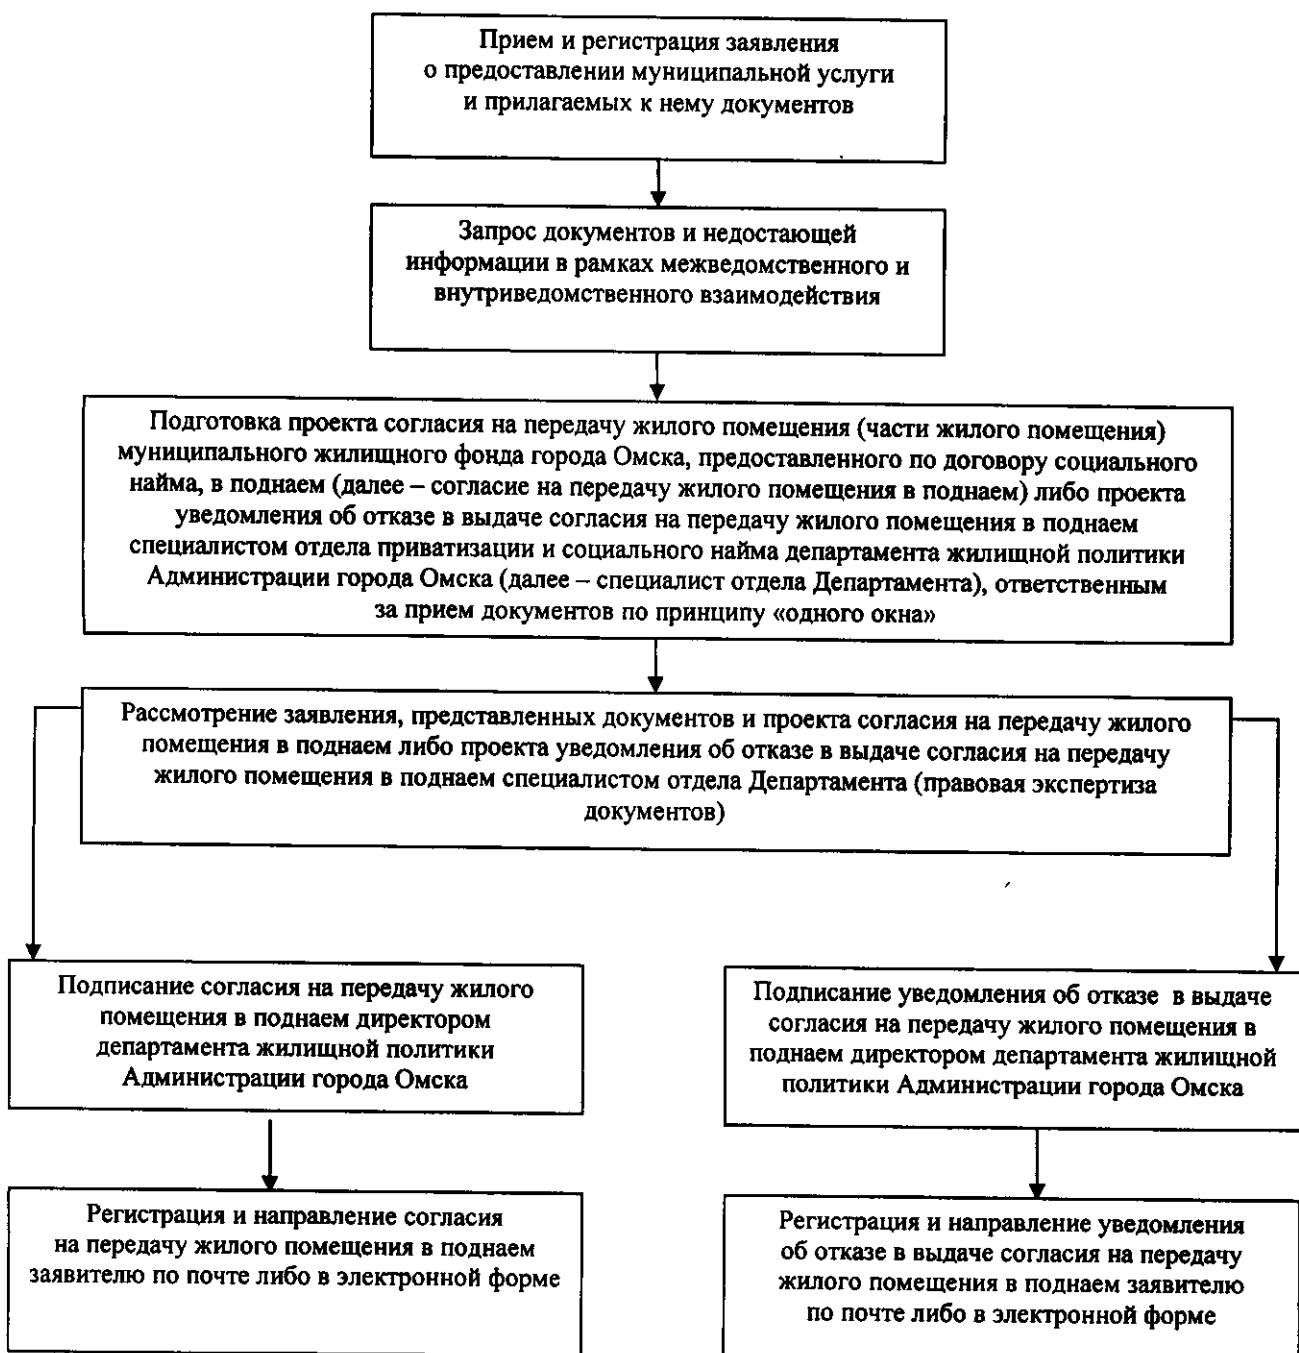 Прием и регистрация заявления
о предоставлении муниципальной услуги
и прилагаемых к нему документов
Запрос документов и недостающей
информации в рамках межведомственного и
внутриведомственного взаимодействия
Подготовка проекта согласия на передачу жилого помещения (части жилого помещения)
муниципального жилищного фонда города Омска, предоставленного по договору социального
найма, в поднаем (далее – согласие на передачу жилого помещения в поднаем) либо проекта
уведомления об отказе в выдаче согласия на передачу жилого помещения в поднаем
специалистом отдела приватизации и социального найма департамента жилищной политики
Администрации города Омска (далее – специалист отдела Департамента), ответственным
за прием документов по принципу «одного окна»
Рассмотрение заявления, представленных документов и проекта согласия на передачу жилого
помещения в поднаем либо проекта уведомления об отказе в выдаче согласия на передачу
жилого помещения в поднаем специалистом отдела Департамента (правовая экспертиза
документов)
Подписание согласия на передачу жилого
помещения в поднаем директором
департамента жилищной политики
Администрации города Омска
Подписание уведомления об отказе в выдаче
согласия на передачу жилого помещения в
поднаем директором департамента жилищной
политики Администрации города Омска
Регистрация и направление согласия
на передачу жилого помещения в поднаем
заявителю по почте либо в электронной форме
Регистрация и направление уведомления
об отказе в выдаче согласия на передачу
жилого помещения в поднаем заявителю
по почте либо в электронной форме